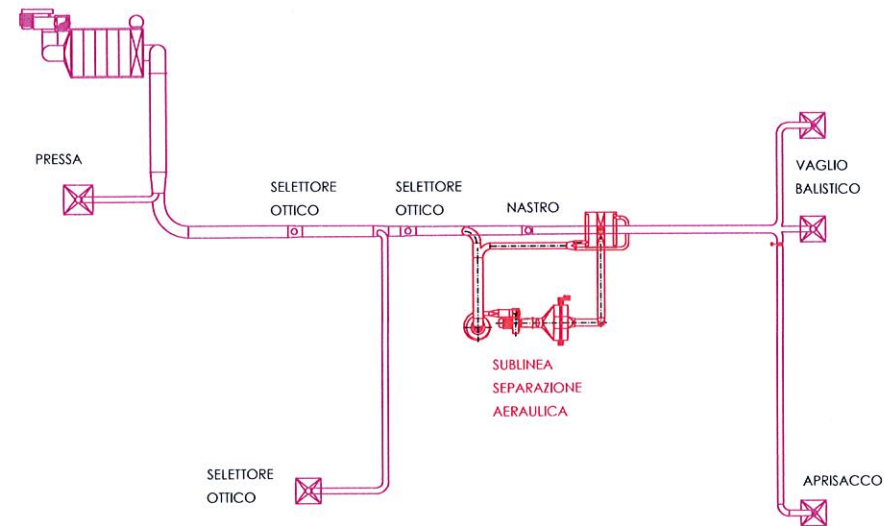 PRESSA
SELETTORE
OTTICO
SELETTORE
OTTICO
NASTRO
VAGLIO
BALISTICO
SUBLINEA
SEPARAZIONE
AERAULICA
SELETTORE
OTTICO
APRISACCO